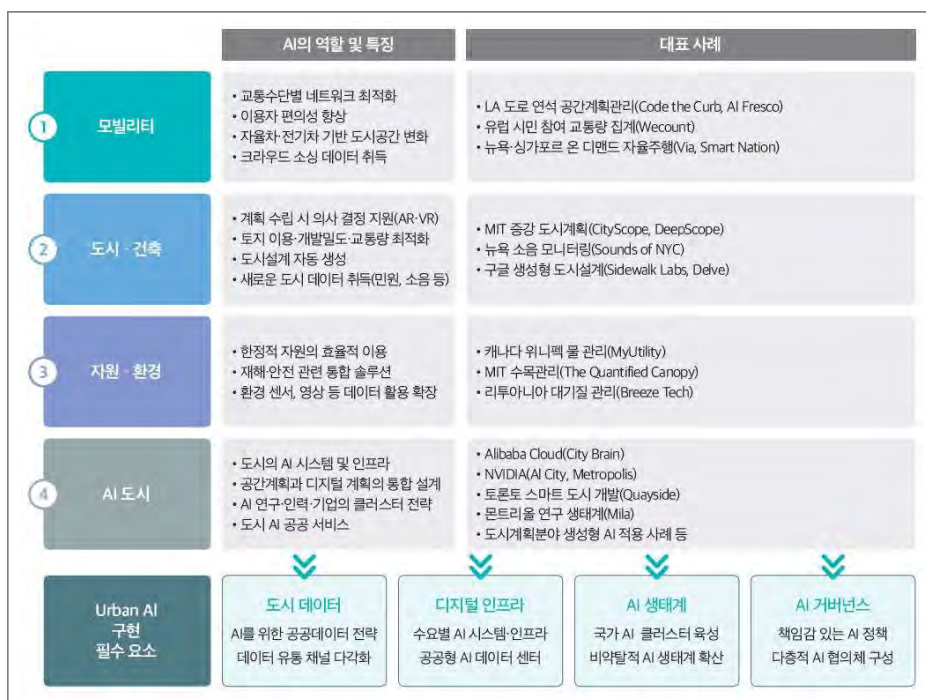 AI의 역할 및 특징
대표 사례
1
모빌리티
• 교통수단별 네트워크 최적화
• 이용자 편의성 향상
• 자율차·전기차 기반 도시공간 변화
• 크라우드 소싱 데이터 취득
• LA 도로 연석 공간계획관리(Code the Curb, Al Fresco)
• 유럽 시민 참여 교통량 집계(Wecount)
• 뉴욕·싱가포르 온 디맨드 자율주행(Via, Smart Nation)
2
도시 - 건축
• 계획 수립 시 의사 결정 지원(AR·VR)
• 토지 이용·개발밀도·교통량 최적화
• 도시설계 자동 생성
• 새로운 도시 데이터 취득(민원, 소음 등)
• MIT 증강 도시계획(CityScope, DeepScope)
• 뉴욕 소음 모니터링(Sounds of NYC)
• 구글 생성형 도시설계(Sidewalk Labs, Delve)
3
자원 - 환경
• 한정적 자원의 효율적 이용
• 재해·안전 관련 통합 솔루션
• 환경 센서, 영상 등 데이터 활용 확장
• 캐나다 위니펙 물 관리(MyUtility)
• MIT 수목관리(The Quantified Canopy)
• 리투아니아 대기질 관리(Breeze Tech)
4
AI 도시
• 도시의 AI 시스템 및 인프라
• 공간계획과 디지털 계획의 통합 설계
• AI 연구·인력·기업의 클러스터 전략
• 도시 AI 공공 서비스
• Alibaba Cloud(City Brain)
• NVIDIA(AI City, Metropolis)
• 토론토 스마트 도시 개발(Quayside)
• 몬트리올 연구 생태계(Mila)
• 도시계획분야 생성형 AI 적용 사례 등
Urban AI
구현
필수 요소
도시 데이터
AI를 위한 공공데이터 전략
데이터 유통 채널 다각화
디지털 인프라
수요별 AI 시스템·인프라
공공형 AI 데이터 센터
AI 생태계
국가 AI 클러스터 육성
비약탈적 AI 생태계 확산
AI 거버넌스
책임감 있는 AI 정책
다층적 AI 협의체 구성